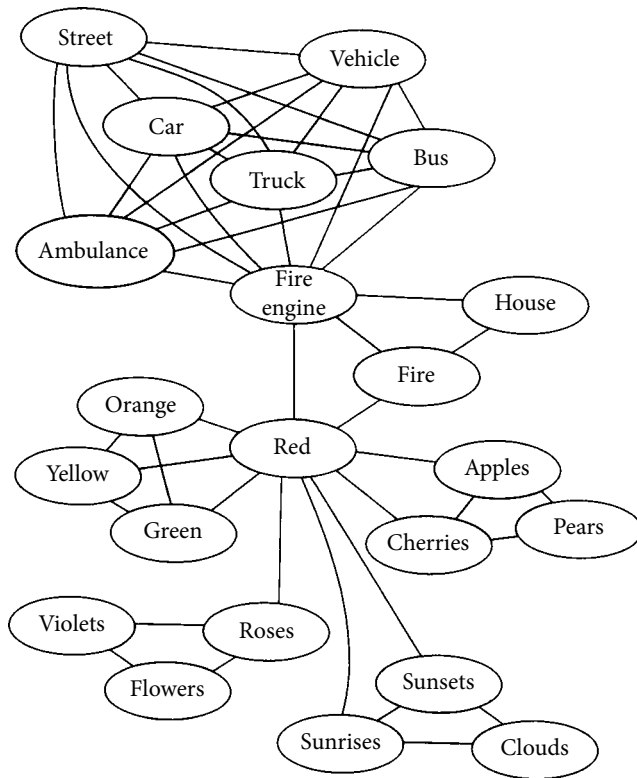 Street
Vehicle
Car
Bus
Truck
Ambulance
Fire
engine
House
Fire
Orange
Red
Yellow
Apples
Green
Cherries
Pears
Violets
Roses
Flowers
Sunsets
Sunrises
Clouds